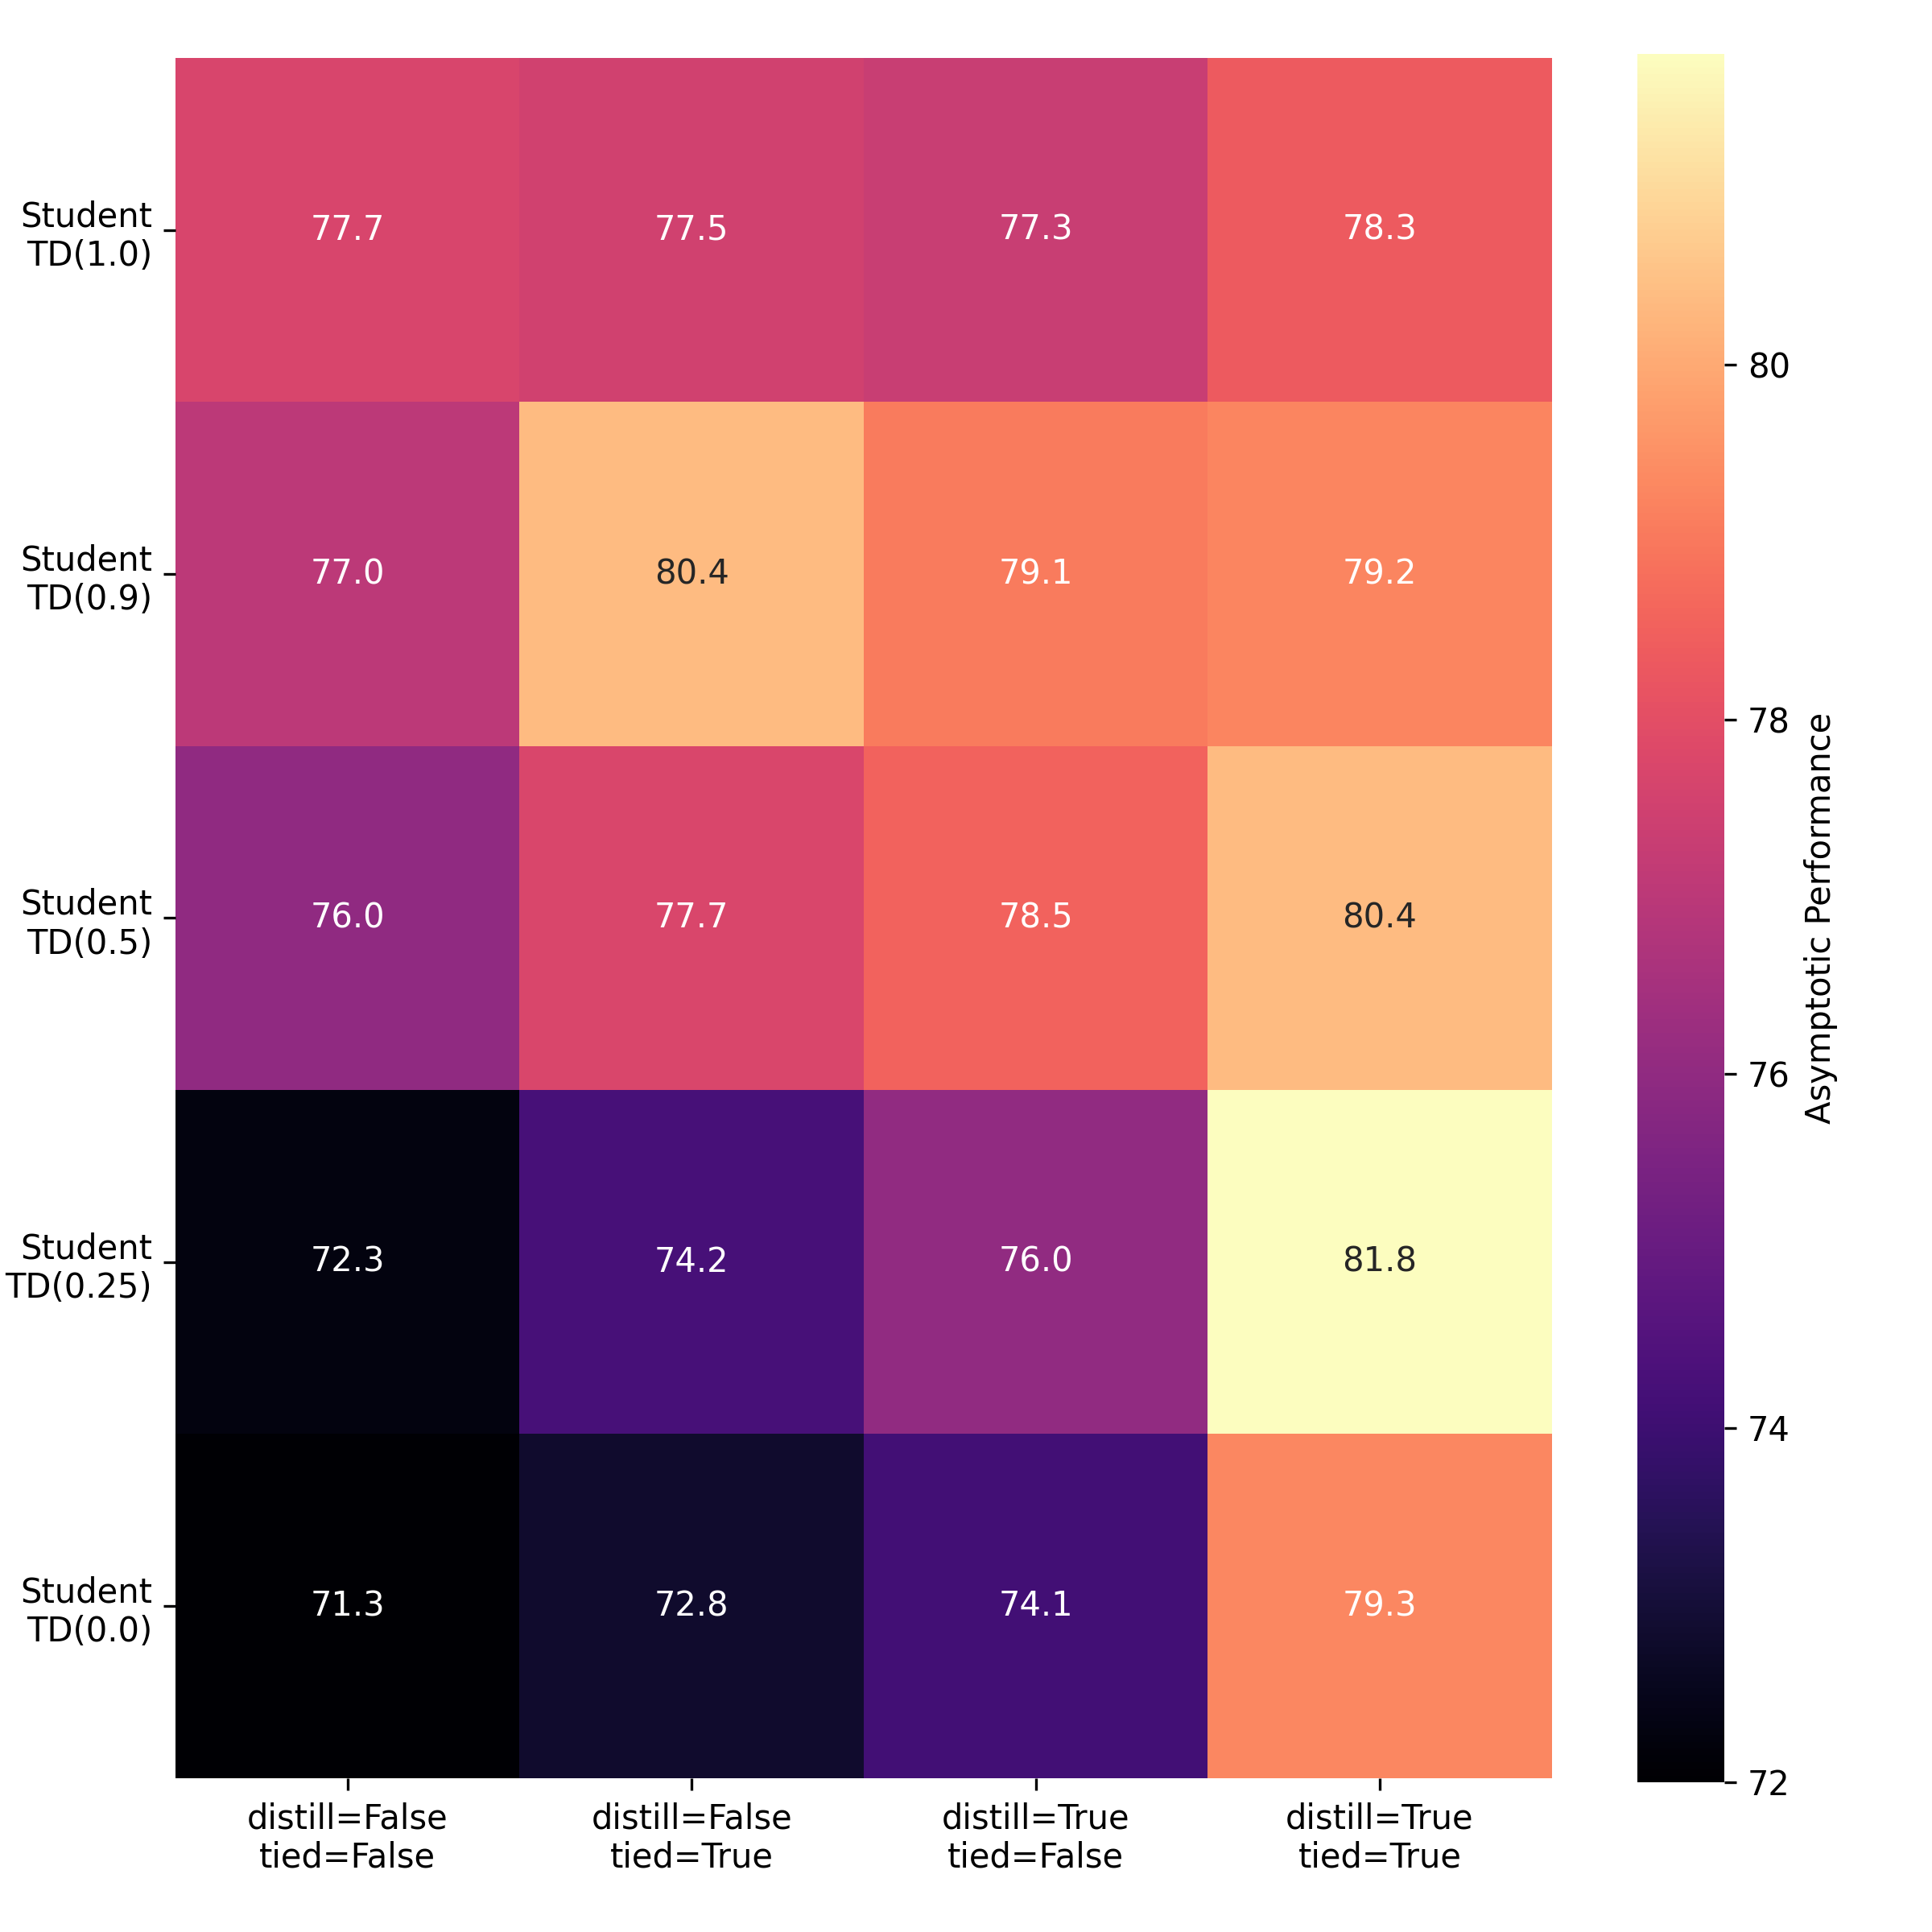 Student
TD(1.0)
77.7
77.5
77.3
78.3
Student
TD(0.9)
77.0
80.4
79.1
79.2
Student
TD(0.5)
76.0
77.7
78.5
80.4
Student
TD(0.25)
72.3
74.2
76.0
81.8
Student
TD(0.0)
71.3
72.8
74.1
79.3
distill=False
tied=False
distill=False
tied=True
distill=True
tied=False
distill=True
tied=True
80
78
76
74
72
Asymptotic Performance